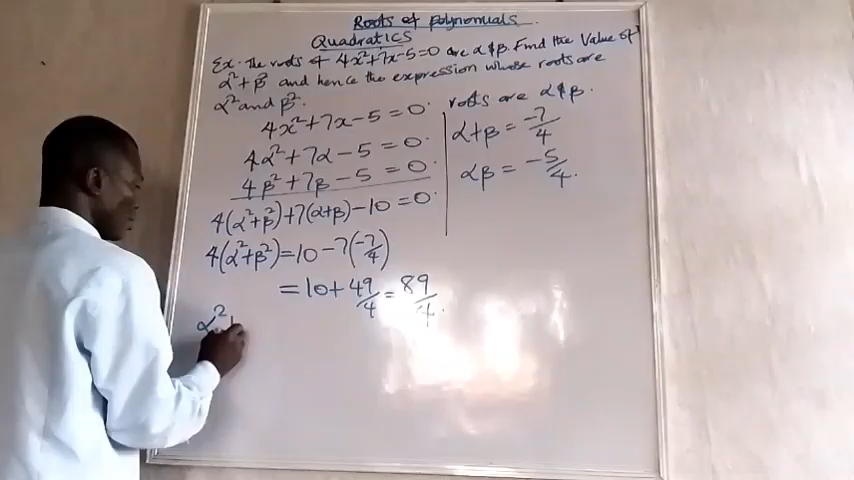 Roots of polynomials.
QUADRATICS
Ex. The roots of 4x²+7x-5=0 are α & β. Find the value of
α²+β² and hence the expression whose roots are
α² and β².
4x²+7x-5=0.
4α²+7α-5=0.
4β²+7β-5=0.
4(α²+β²)+7(α+β)-10=0.
4(α²+β²)=10-7(-7/4)
=10+49/4=89/4.
α²+
roots are α & β.
α+β=-7/4
αβ=-5/4.